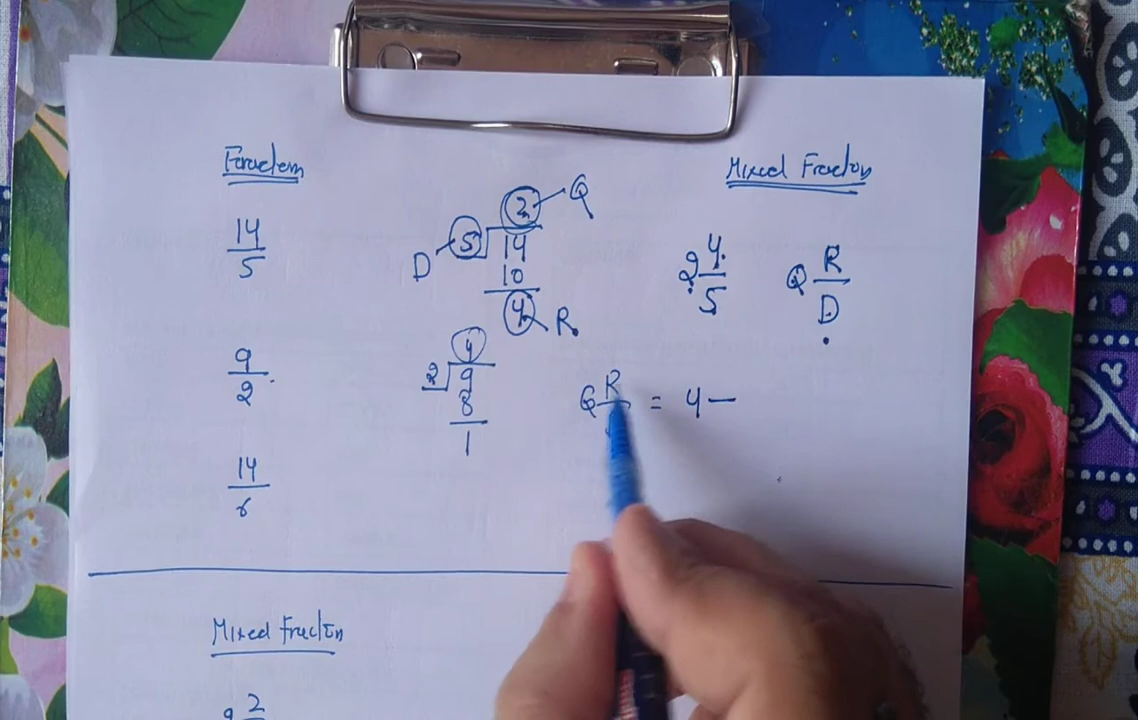 Fraction
Mixed Fraction
14/5
D 5 2 Q
14
10
4 R
2 4/5
Q R/D
9/2
2 4
9
8
1
Q R = 4 —
14/6
Mixed Fraction
2